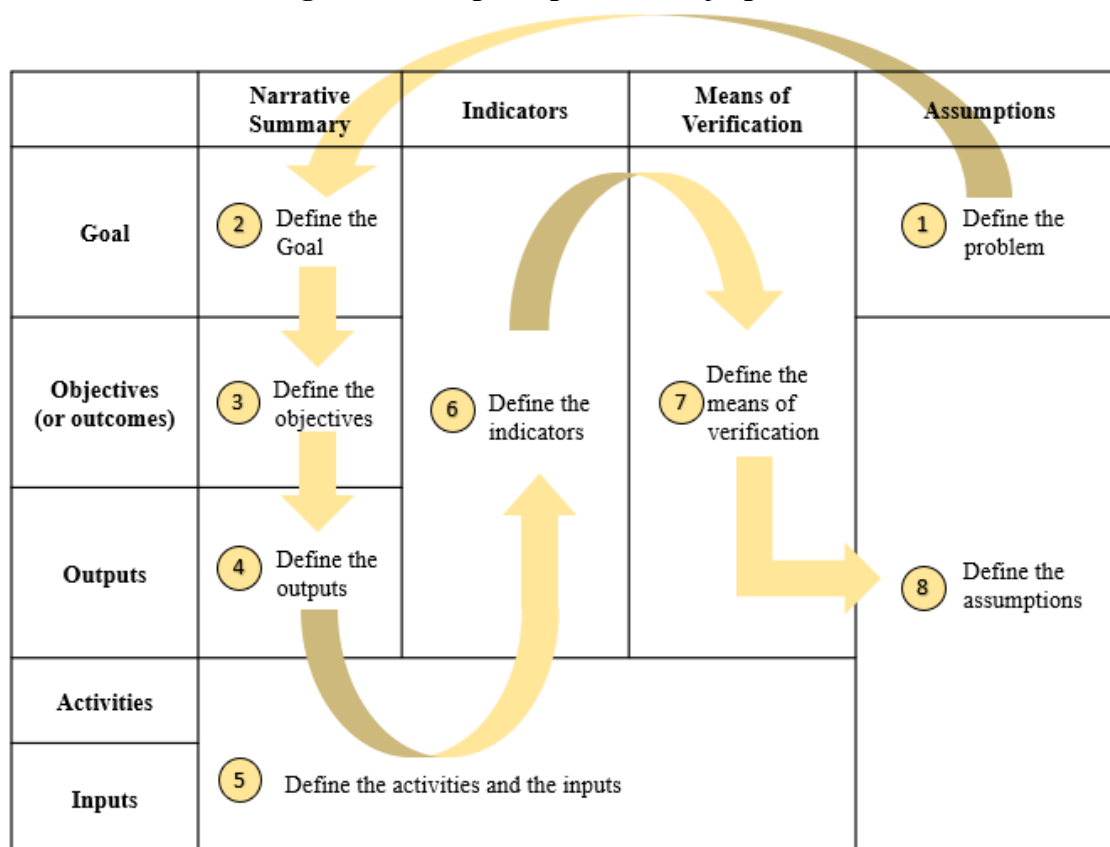 Narrative
Summary
Indicators
Means of
Verification
Assumptions
Goal
2
Define the
Goal
1
Define the
problem
Objectives
(or outcomes)
3
Define the
objectives
6
Define the
indicators
7
Define the
means of
verification
Outputs
4
Define the
outputs
8
Define the
assumptions
Activities
Inputs
5
Define the activities and the inputs